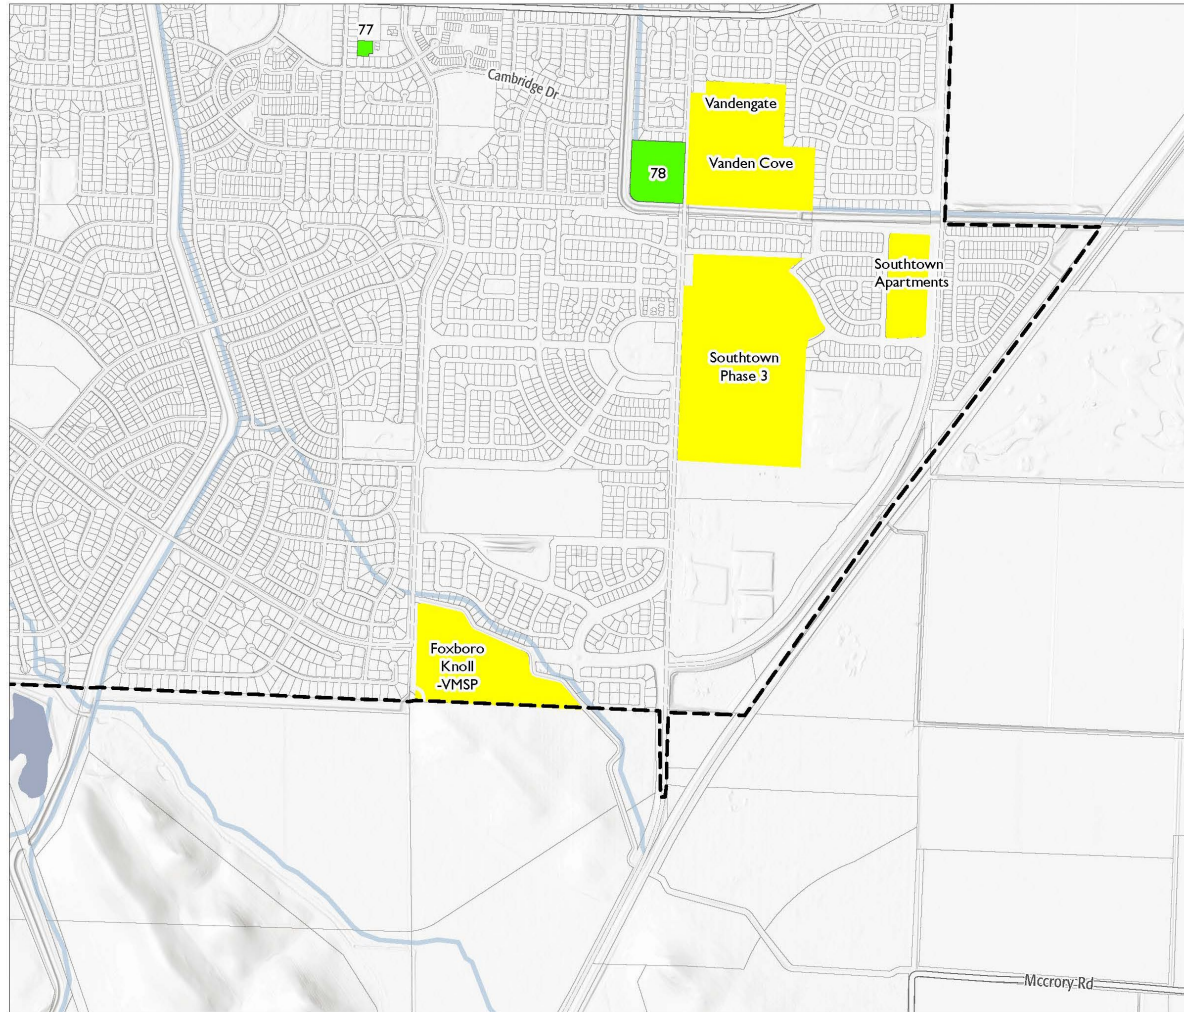 77
Cambridge Dr
Vandengate
Vanden Cove
78
Southtown
Apartments
Southtown
Phase 3
Foxboro
Knoll
-VMSP
Mccrory Rd